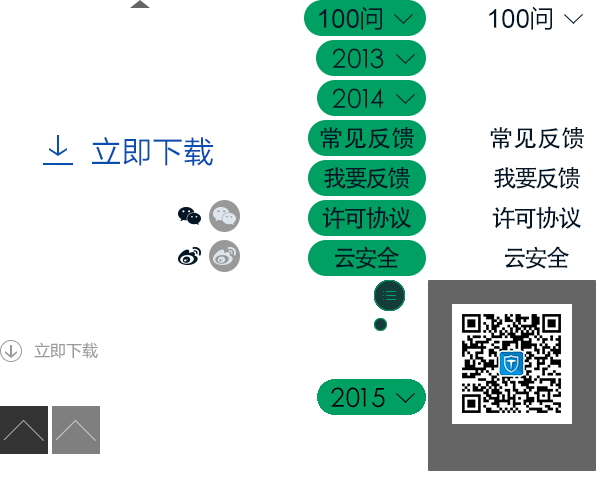 100问 100问
2013
2014
立即下载
常见反馈 常见反馈
我要反馈 我要反馈
许可协议 许可协议
云安全 云安全
立即下载
2015